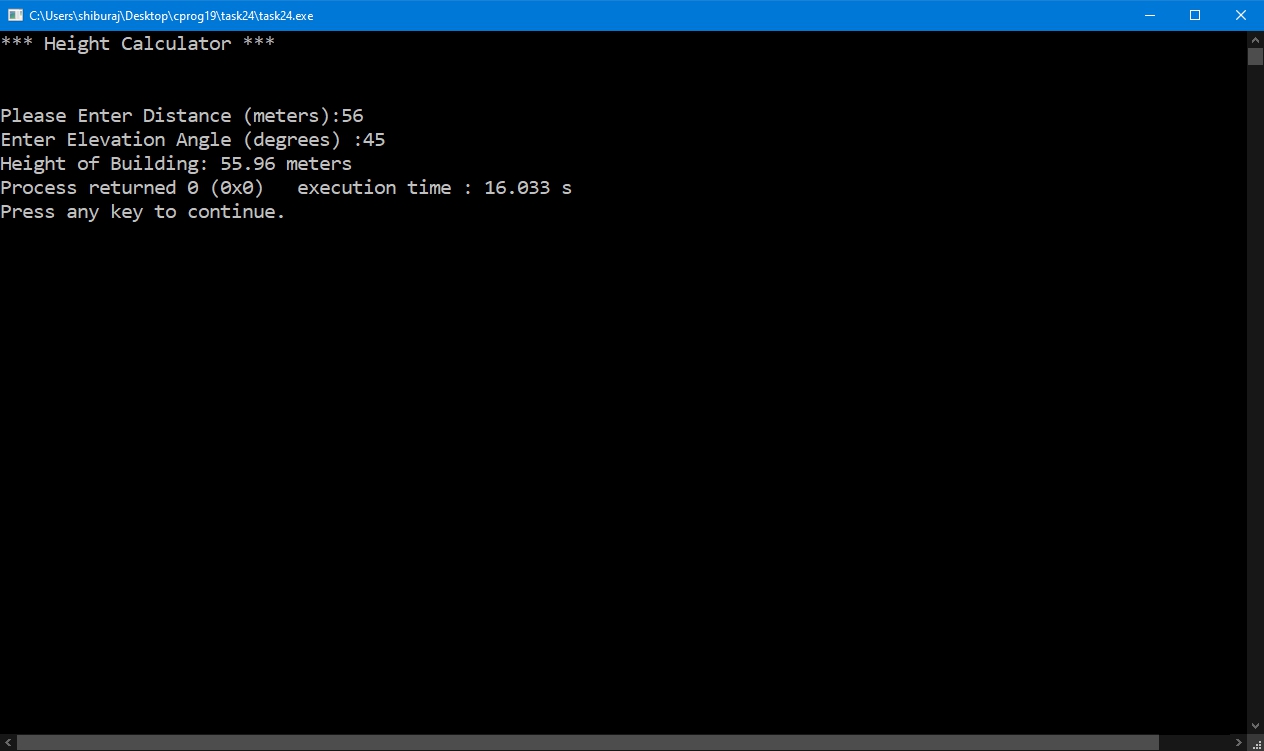 C:\Users\shiburaj\Desktop\cprog19\task24\task24.exe
*** Height Calculator ***
Please Enter Distance (meters):56
Enter Elevation Angle (degrees) :45
Height of Building: 55.96 meters
Process returned 0 (0x0)   execution time : 16.033 s
Press any key to continue.